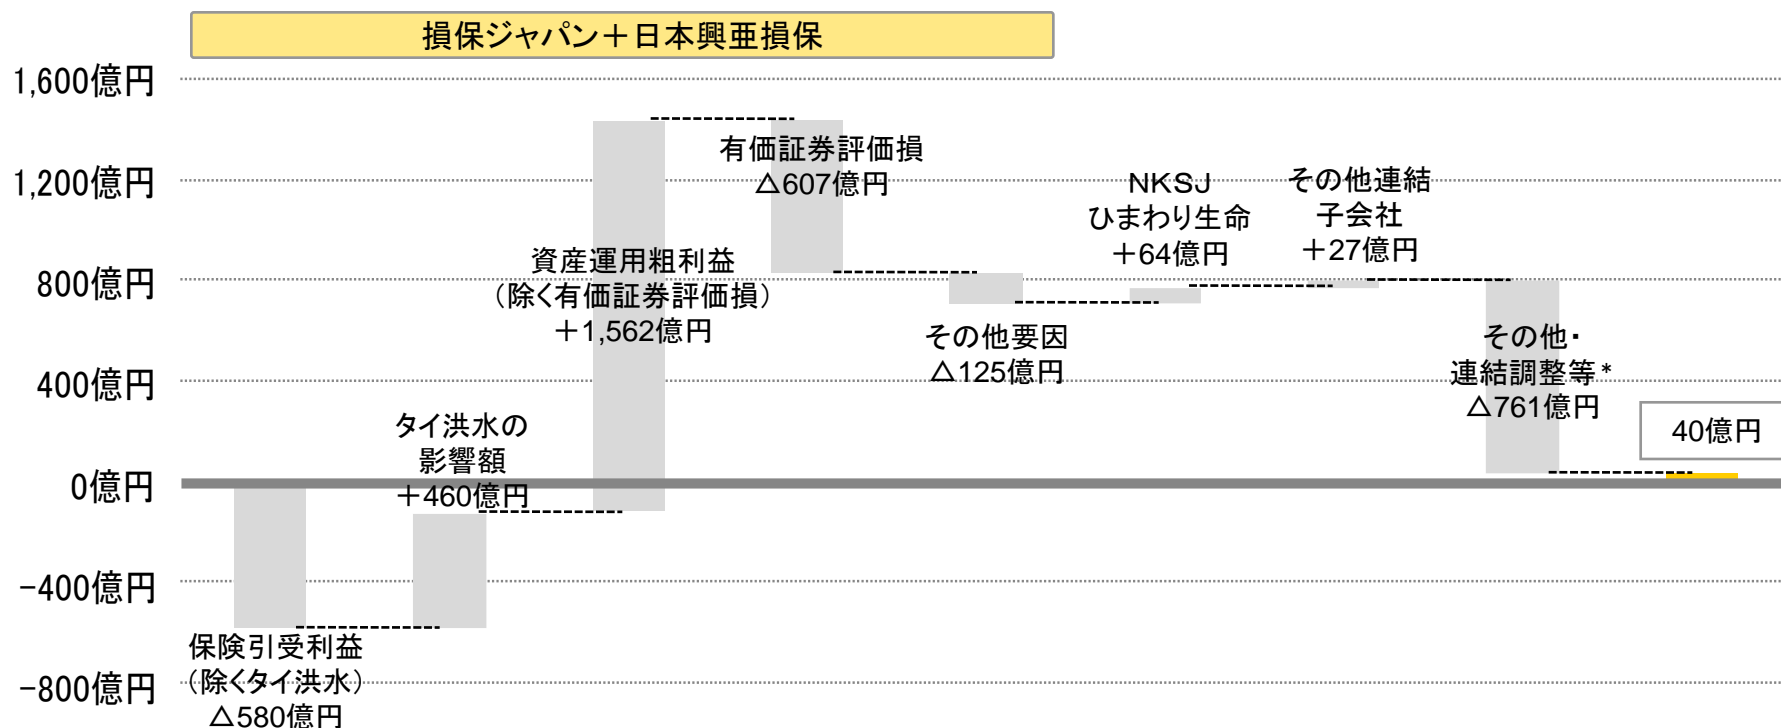 損保ジャパン＋日本興亜損保
1,600億円
1,200億円
800億円
400億円
0億円
-400億円
-800億円
保険引受利益
（除くタイ洪水）
△580億円
タイ洪水の
影響額
＋460億円
資産運用粗利益
（除く有価証券評価損）
＋1,562億円
有価証券評価損
△607億円
その他要因
△125億円
ＮＫＳＪ
ひまわり生命
＋64億円
その他連結
子会社
＋27億円
その他・
連結調整等*
△761億円
40億円